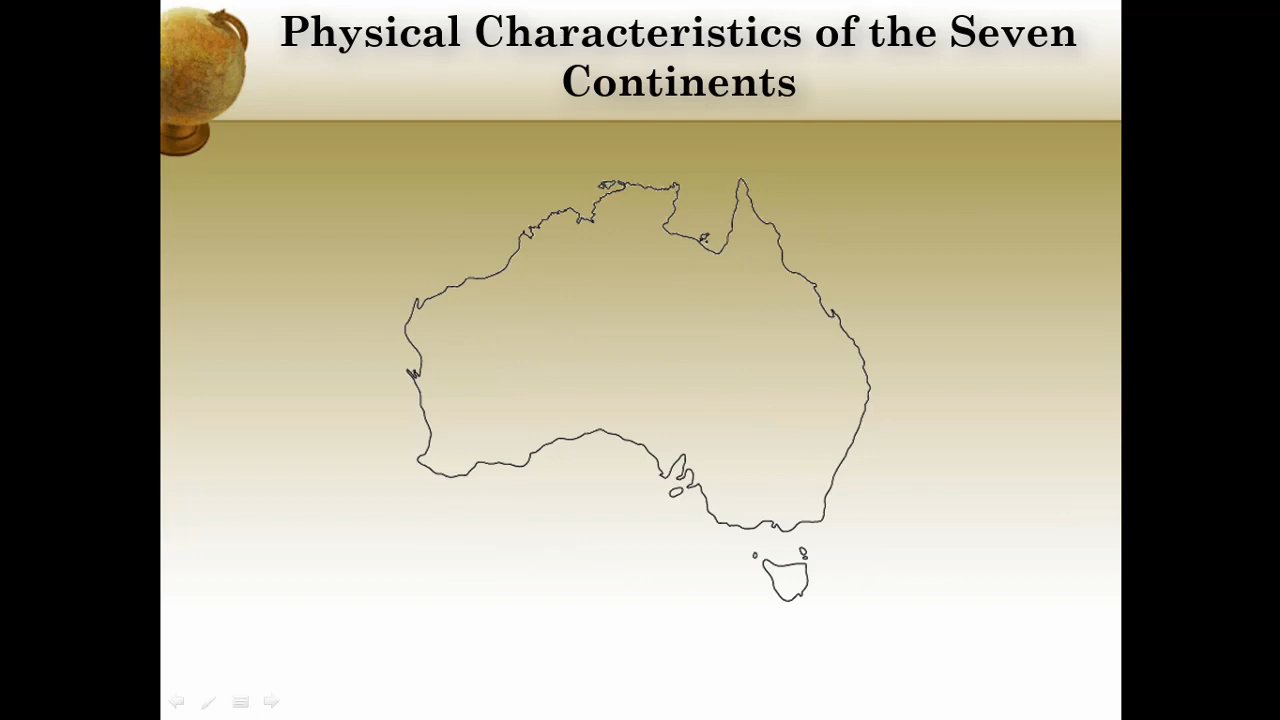 Physical Characteristics of the Seven
Continents